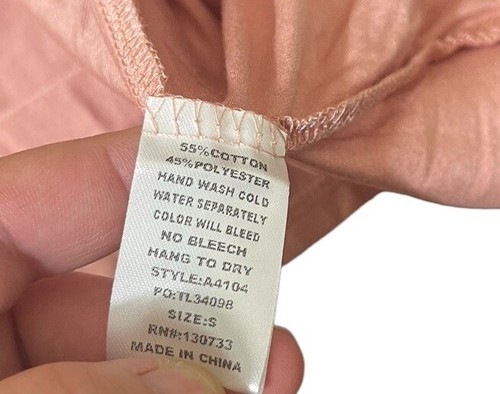 55%COTTON
45%POLYESTER
HAND WASH COLD
WATER SEPARATELY
COLOR WILL BLEED
NO BLEECH
HANG TO DRY
STYLE:A4104
PO:TL34098
SIZE:S
RN#:130733
MADE IN CHINA